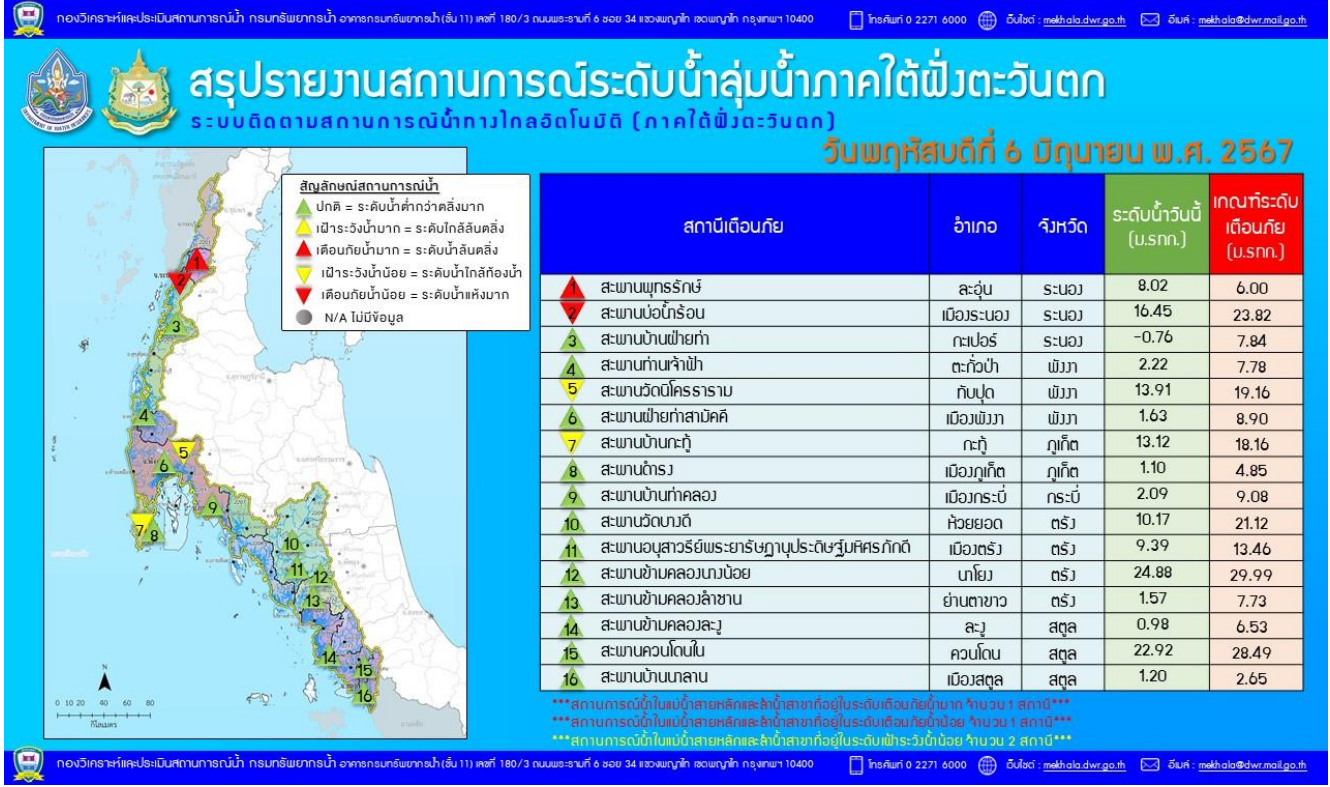 กองวิเคราะห์และประเมินสถานการณ์น้ำ กรมทรัพยากรน้ำ อาคารกรมทรัพยากรน้ำ (ชั้น 11) เลขที่ 180/3 ถนนพระรามที่ 6 ซอย 34 แขวงพญาไท เขตพญาไท กรุงเทพฯ 10400 โทรศัพท์ 0 2271 6000 เว็บไซต์ : mekhala.dwr.go.th อีเมล์ : mekhala@dwr.mail.go.th
สรุปรายงานสถานการณ์ระดับน้ำลุ่มน้ำภาคใต้ฝั่งตะวันตก
ระบบติดตามสถานการณ์น้ำทางไกลอัตโนมัติ (ภาคใต้ฝั่งตะวันตก)
วันพฤหัสบดีที่ 6 มิถุนายน พ.ศ. 2567
สัญลักษณ์สถานการณ์น้ำ
ปกติ = ระดับน้ำต่ำกว่าตลิ่งมาก
เฝ้าระวังน้ำมาก = ระดับใกล้ล้นตลิ่ง
เตือนภัยน้ำมาก = ระดับน้ำล้นตลิ่ง
เฝ้าระวังน้ำน้อย = ระดับน้ำใกล้ท้องน้ำ
เตือนภัยน้ำน้อย = ระดับน้ำแห้งมาก
N/A ไม่มีข้อมูล
1
2
3
4
5
6
7
8
9
10
11
12
13
14
15
16
N
0 10 20 40 60 80
กิโลเมตร
สถานีเตือนภัย อำเภอ จังหวัด ระดับน้ำวันนี้ (ม.รทก.) เกณฑ์ระดับเตือนภัย (ม.รทก.)
1 สะพานพุทธรักษ์ ละอุ่น ระนอง 8.02 6.00
2 สะพานบ่อน้ำร้อน เมืองระนอง ระนอง 16.45 23.82
3 สะพานบ้านฝ่ายท่า กะเปอร์ ระนอง -0.76 7.84
4 สะพานท่านเจ้าฟ้า ตะกั่วป่า พังงา 2.22 7.78
5 สะพานวัดนิโครธาราม ทับปุด พังงา 13.91 19.16
6 สะพานฝ่ายท่าสามัคคี เมืองพังงา พังงา 1.63 8.90
7 สะพานบ้านกะทู้ กะทู้ ภูเก็ต 13.12 18.16
8 สะพานดำรง เมืองภูเก็ต ภูเก็ต 1.10 4.85
9 สะพานบ้านท่าคลอง เมืองกระบี่ กระบี่ 2.09 9.08
10 สะพานวัดบางดี ห้วยยอด ตรัง 10.17 21.12
11 สะพานอนุสาวรีย์พระยารัษฎานุประดิษฐ์มหิศรภักดี เมืองตรัง ตรัง 9.39 13.46
12 สะพานข้ามคลองนางน้อย นาโยง ตรัง 24.88 29.99
13 สะพานข้ามคลองลำชาน ย่านตาขาว ตรัง 1.57 7.73
14 สะพานข้ามคลองละงู ละงู สตูล 0.98 6.53
15 สะพานควนโดนใน ควนโดน สตูล 22.92 28.49
16 สะพานบ้านนาลาน เมืองสตูล สตูล 1.20 2.65
***สถานการณ์น้ำในแม่น้ำสายหลักและลำน้ำสาขาที่อยู่ในระดับเตือนภัยน้ำมาก จำนวน 1 สถานี***
***สถานการณ์น้ำในแม่น้ำสายหลักและลำน้ำสาขาที่อยู่ในระดับเตือนภัยน้ำน้อย จำนวน 1 สถานี***
***สถานการณ์น้ำในแม่น้ำสายหลักและลำน้ำสาขาที่อยู่ในระดับเฝ้าระวังน้ำน้อย จำนวน 2 สถานี***
กองวิเคราะห์และประเมินสถานการณ์น้ำ กรมทรัพยากรน้ำ อาคารกรมทรัพยากรน้ำ (ชั้น 11) เลขที่ 180/3 ถนนพระรามที่ 6 ซอย 34 แขวงพญาไท เขตพญาไท กรุงเทพฯ 10400 โทรศัพท์ 0 2271 6000 เว็บไซต์ : mekhala.dwr.go.th อีเมล์ : mekhala@dwr.mail.go.th